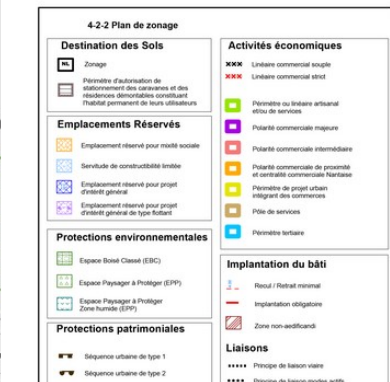 4-2-2 Plan de zonage
Destination des Sols
NL Zonage
Périmètre d'autorisation de
stationnement des caravanes et des
résidences démontables constituant
l'habitat permanent de leurs utilisateurs
Emplacements Réservés
Emplacement réservé pour mixité sociale
Servitude de constructibilité limitée
Emplacement réservé pour projet
d'intérêt général
Emplacement réservé pour projet
d'intérêt général de type flottant
Protections environnementales
Espace Boisé Classé (EBC)
Espace Paysager à Protéger (EPP)
Espace Paysager à Protéger
Zone humide (EPP)
Protections patrimoniales
Séquence urbaine de type 1
Séquence urbaine de type 2
Activités économiques
Linéaire commercial souple
Linéaire commercial strict
Périmètre ou linéaire artisanal
et/ou de services
Polarité commerciale majeure
Polarité commerciale intermédiaire
Polarité commerciale de proximité
et centralité commerciale Nantaise
Périmètre de projet urbain
intégrant des commerces
Pôle de services
Périmètre tertiaire
Implantation du bâti
Recul / Retrait minimal
Implantation obligatoire
Zone non-aedificandi
Liaisons
Principe de liaison viaire
Principe de liaison modes actifs